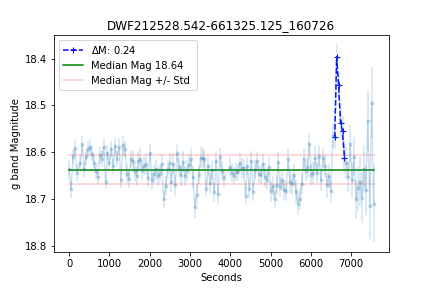 DWF212528.542-661325.125_160726
ΔM: 0.24
Median Mag 18.64
Median Mag +/- Std
g band Magnitude
18.4
18.5
18.6
18.7
18.8
0 1000 2000 3000 4000 5000 6000 7000
Seconds